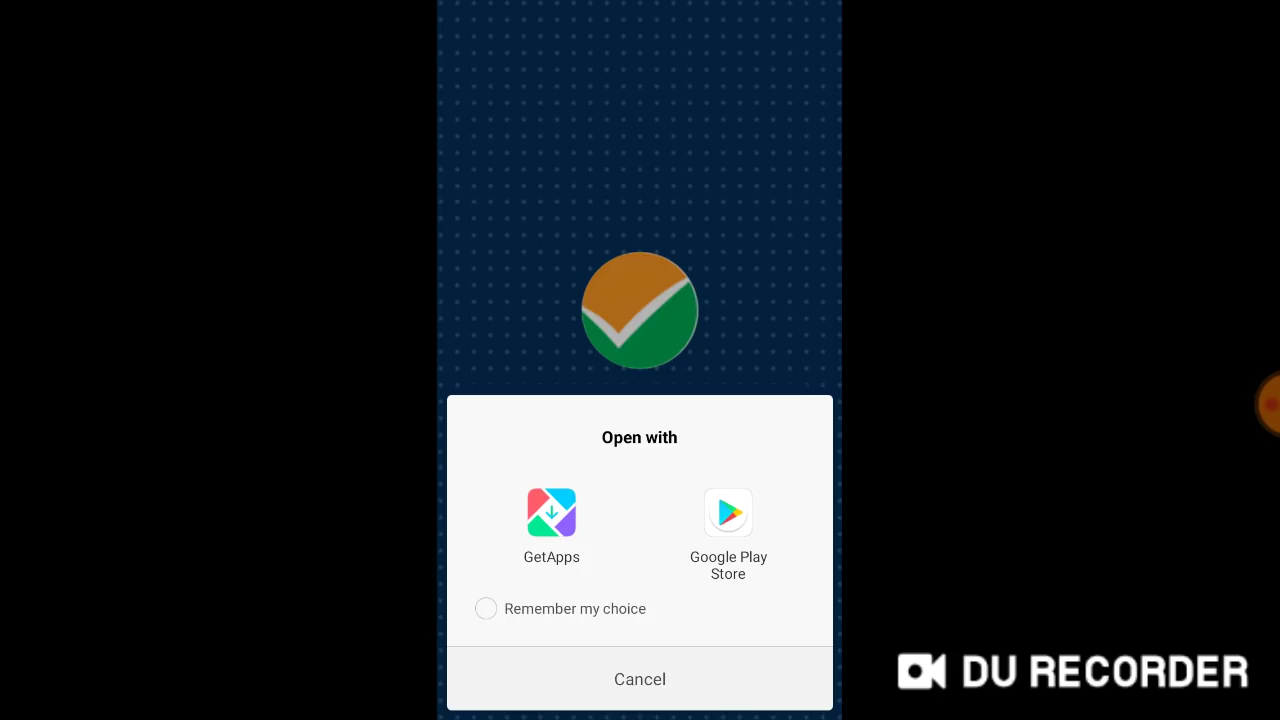 Open with
GetApps
Google Play
Store
Remember my choice
Cancel
DU RECORDER